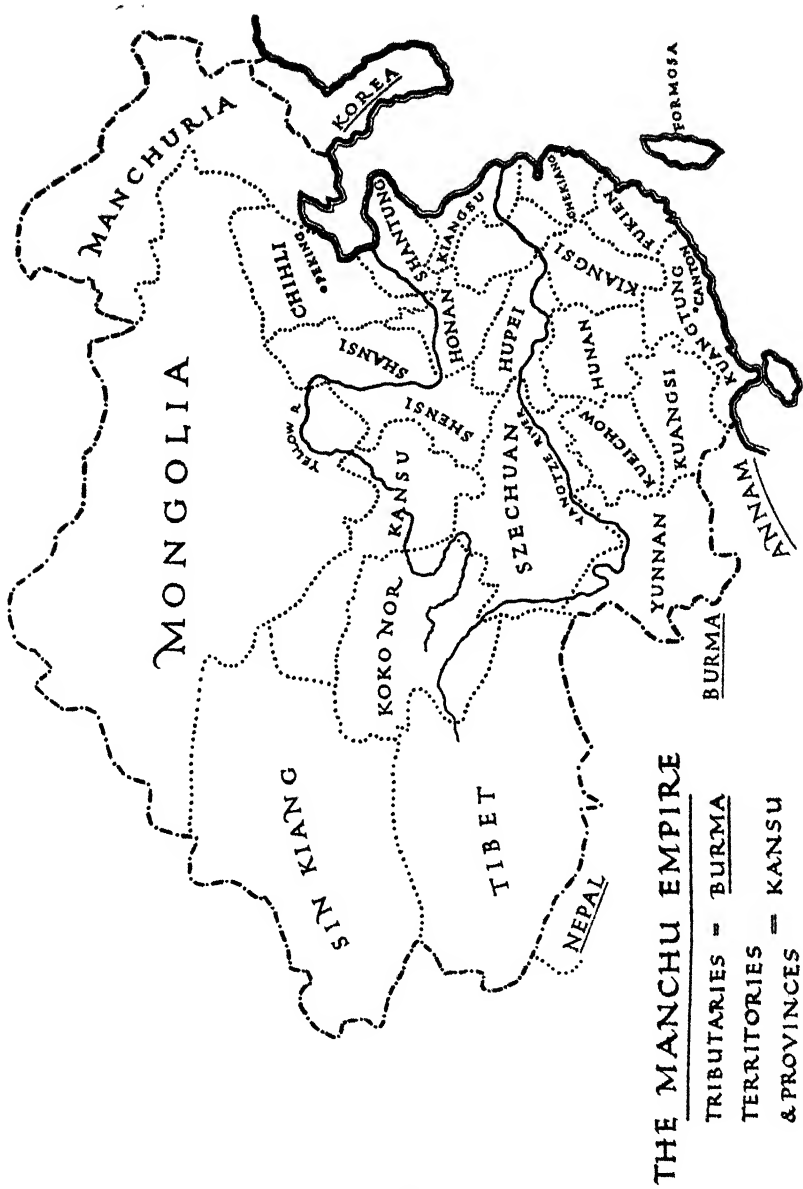 MANCHURIA
MONGOLIA
KOREA
CHIHLI
PEKING
SHANSI
SHANTUNG
YELLOW R.
SHENSI
HONAN
KIANGSU
KANSU
SIN KIANG
KOKO NOR
TIBET
SZECHUAN
HUPEI
YANGTZE RIVER
CHEKIANG
KIANGSI
HUNAN
FUKIEN
FORMOSA
KUEICHOW
KUANGSI
KUANGTUNG
CANTON
YUNNAN
NEPAL
BURMA
ANNAM
THE MANCHU EMPIRE
TRIBUTARIES = BURMA
TERRITORIES
& PROVINCES = KANSU